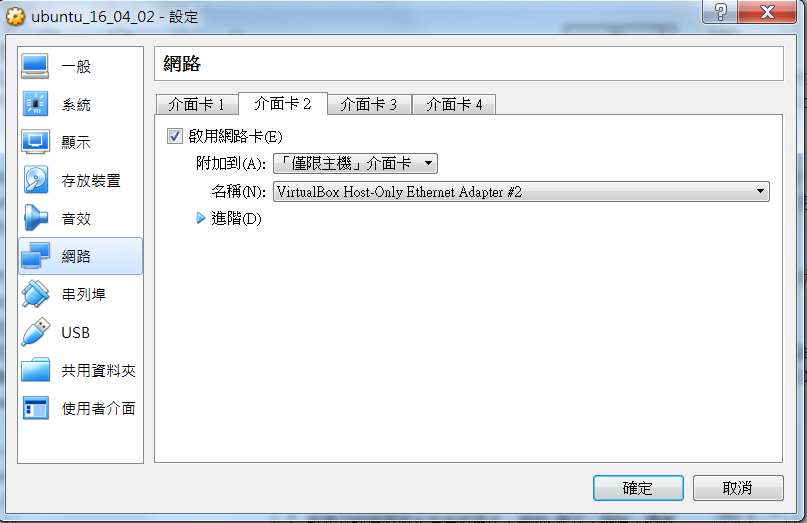 ubuntu_16_04_02 - 設定
一般
系統
顯示
存放裝置
音效
網路
串列埠
USB
共用資料夾
使用者介面
網路
介面卡 1 介面卡 2 介面卡 3 介面卡 4
啟用網路卡(E)
附加到(A): 「僅限主機」介面卡
名稱(N): VirtualBox Host-Only Ethernet Adapter #2
進階(D)
確定 取消